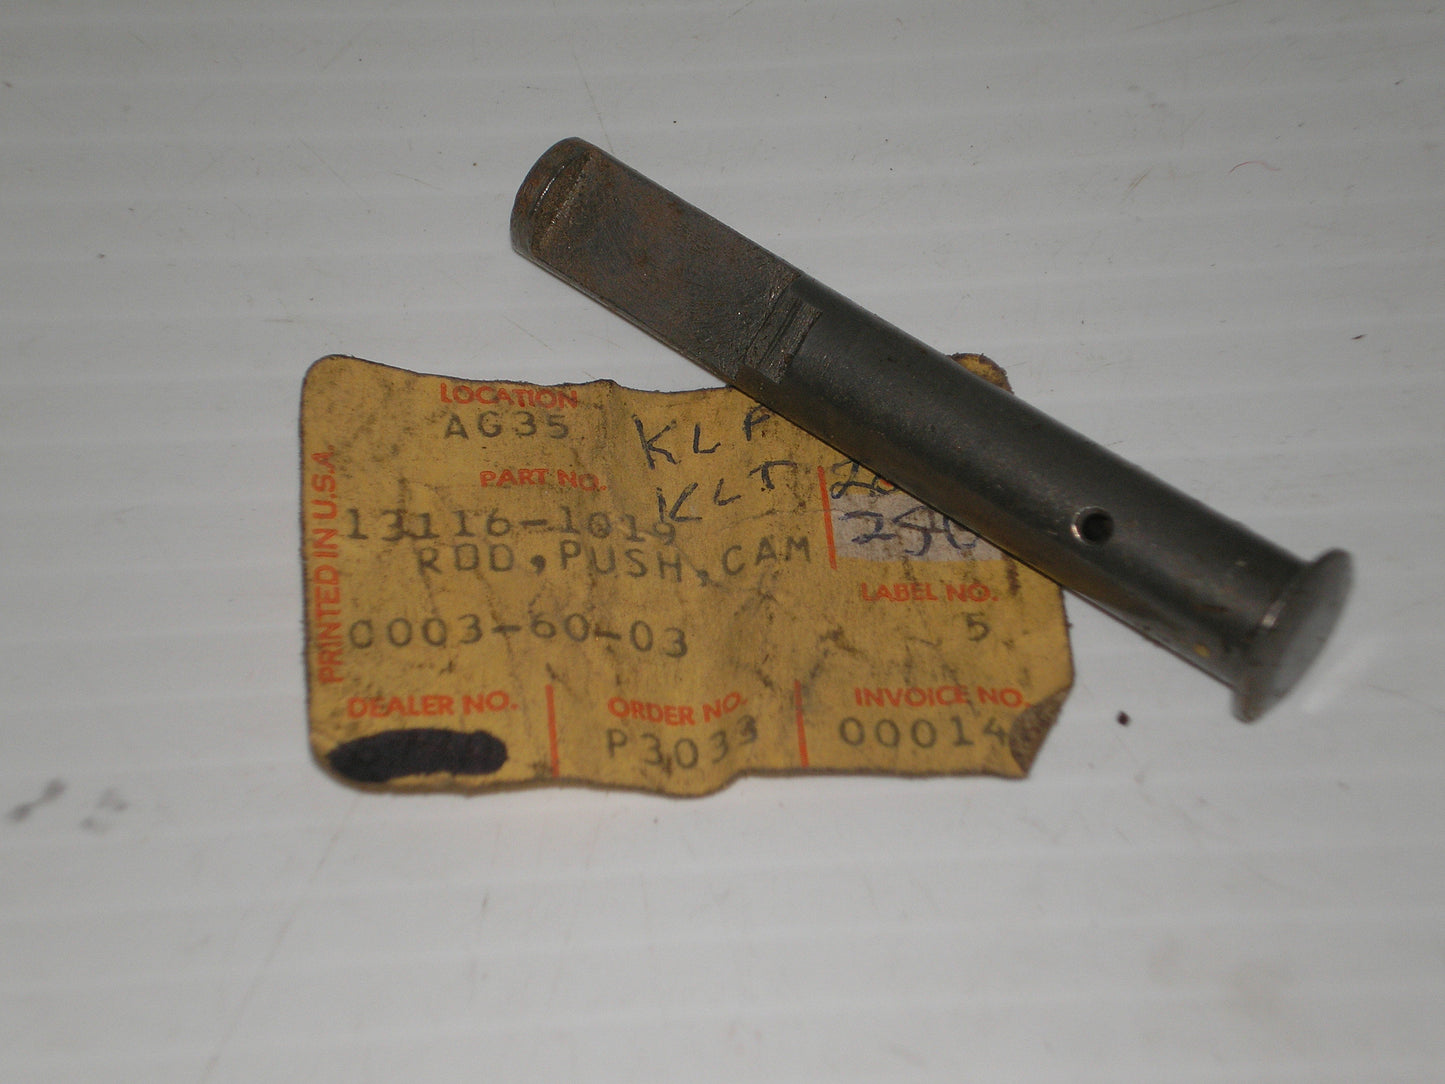 LOCATION
AG35
KLF
KLT
PART NO.
13116-1019
250
ROD,PUSH,CAM
PRINTED IN U.S.A.
LABEL NO.
0003-60-03
5
DEALER NO.
ORDER NO.
INVOICE NO.
P3033
00014